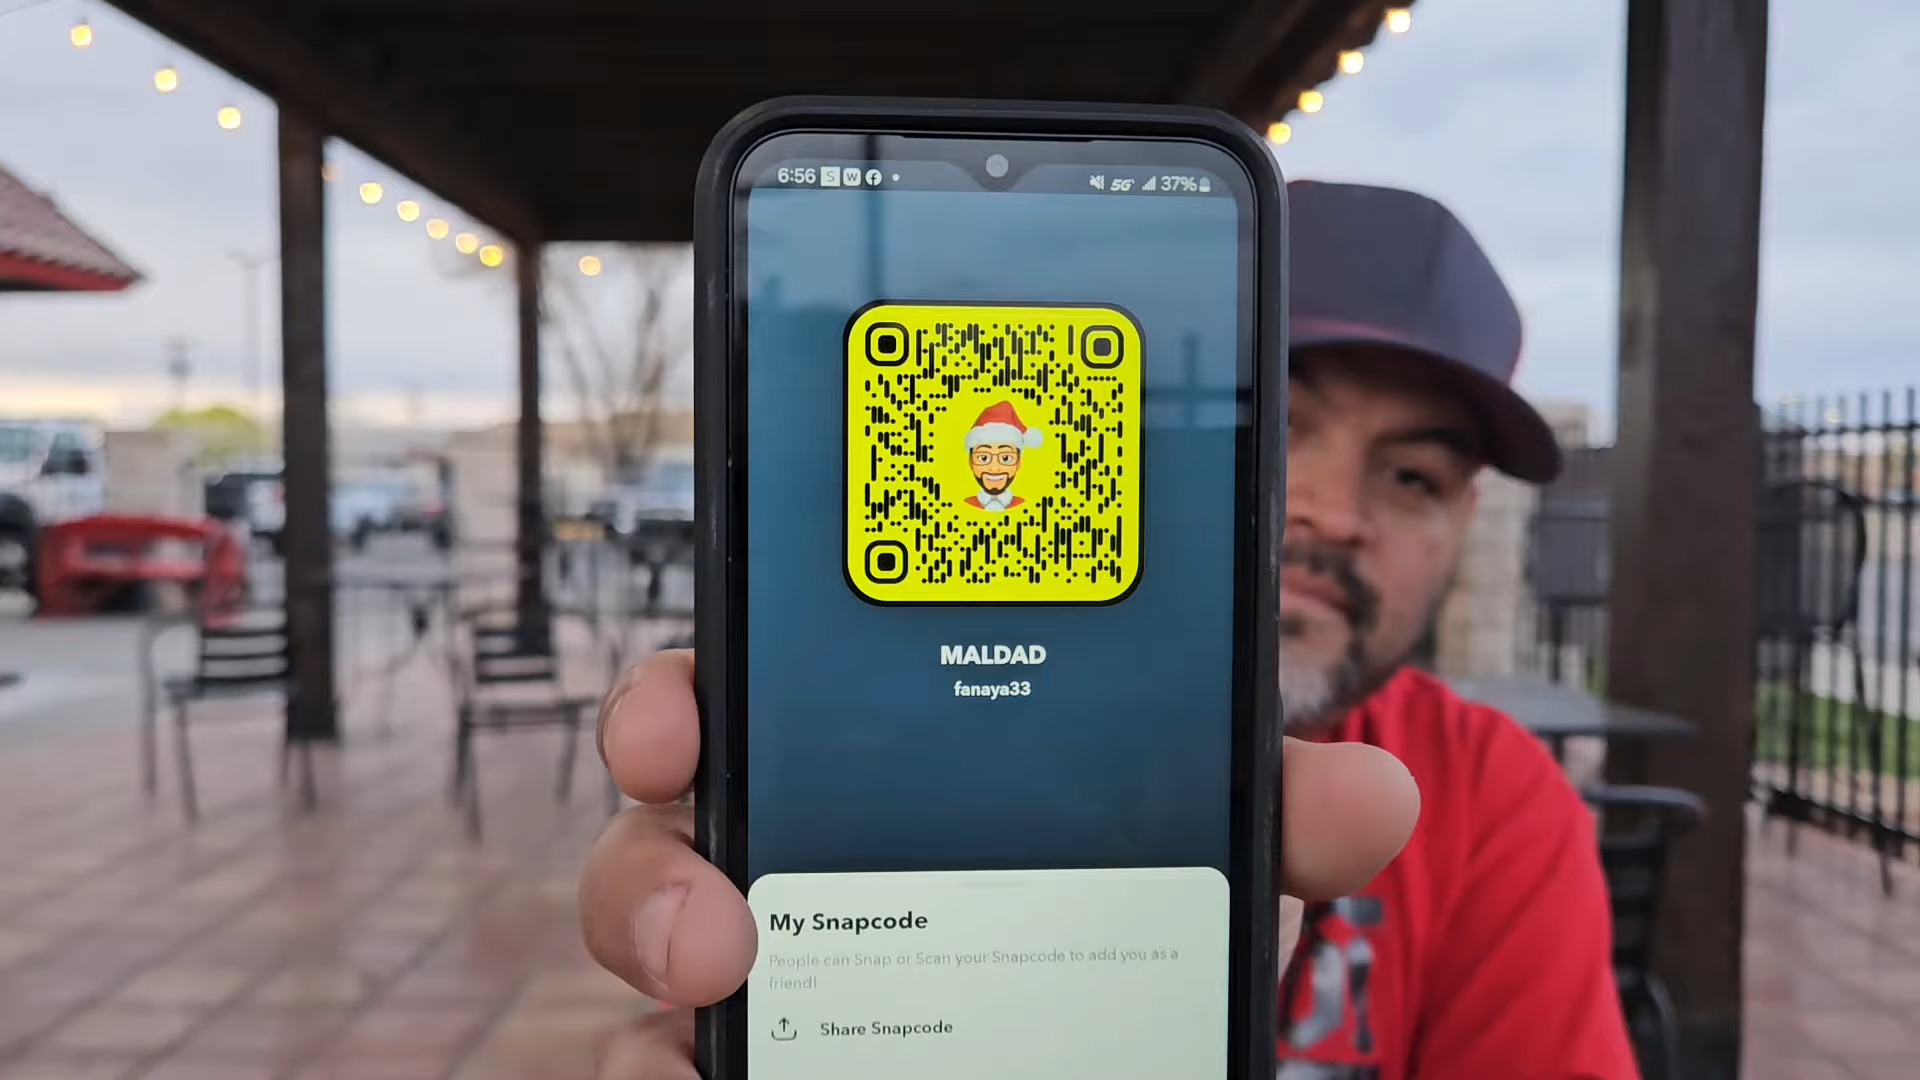 6:56 S W 5G 37%
MALDAD
fanaya33
My Snapcode
People can Snap or Scan your Snapcode to add you as a
friend!
Share Snapcode